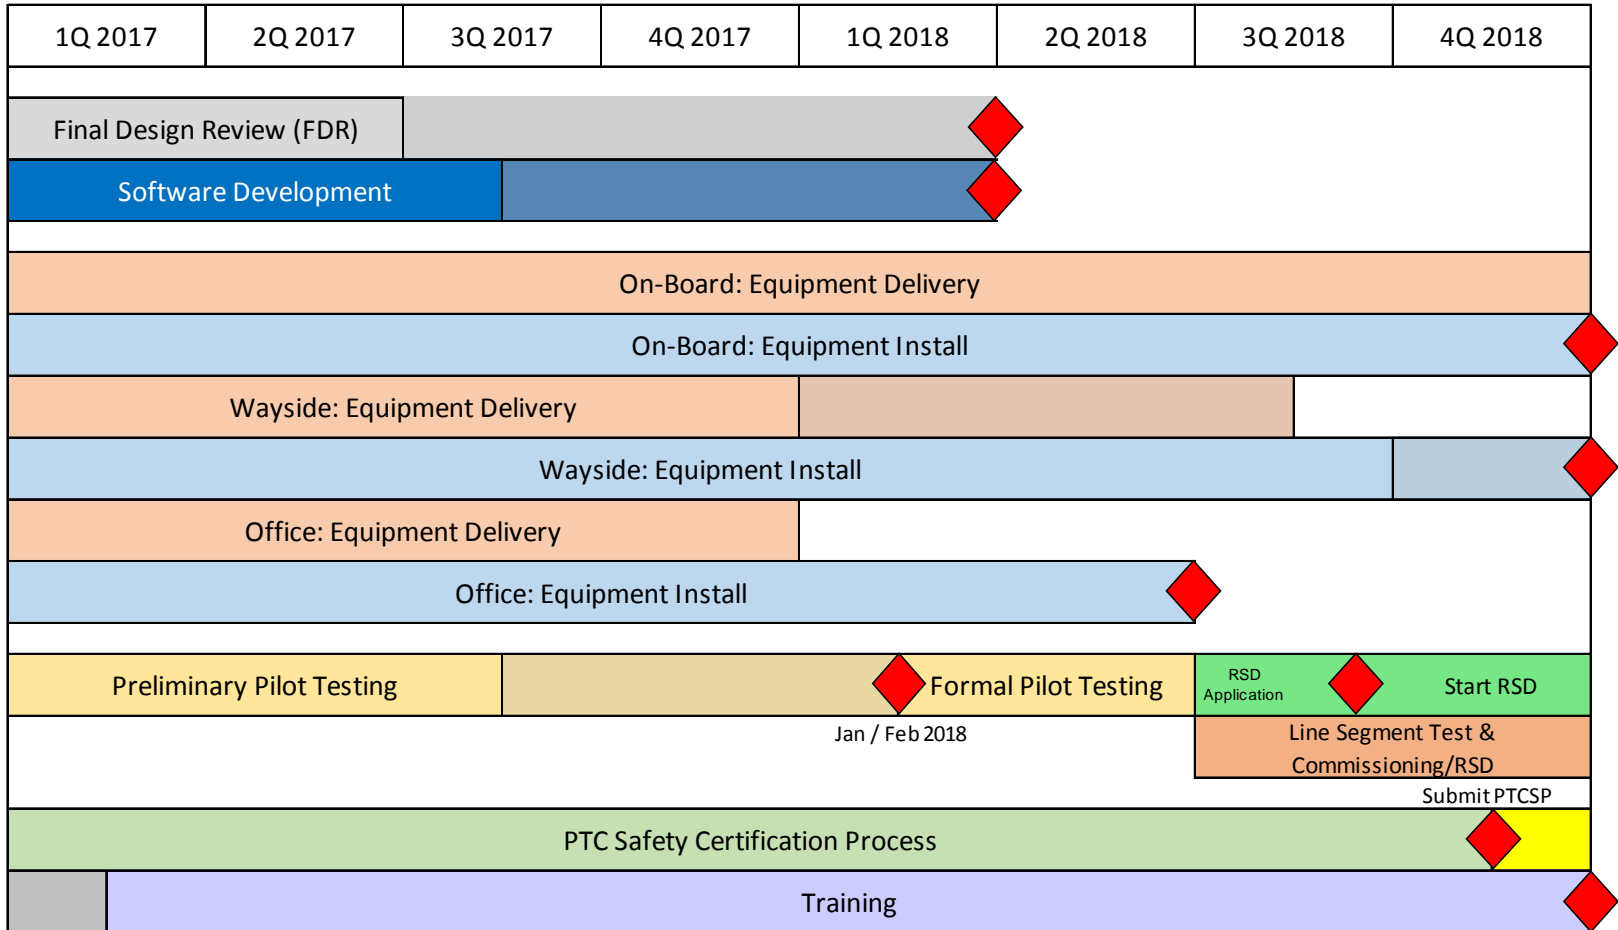 1Q 2017 2Q 2017 3Q 2017 4Q 2017 1Q 2018 2Q 2018 3Q 2018 4Q 2018
Final Design Review (FDR)
Software Development
On-Board: Equipment Delivery
On-Board: Equipment Install
Wayside: Equipment Delivery
Wayside: Equipment Install
Office: Equipment Delivery
Office: Equipment Install
Preliminary Pilot Testing
Formal Pilot Testing
RSD
Application
Start RSD
Jan / Feb 2018
Line Segment Test &
Commissioning/RSD
Submit PTCSP
PTC Safety Certification Process
Training